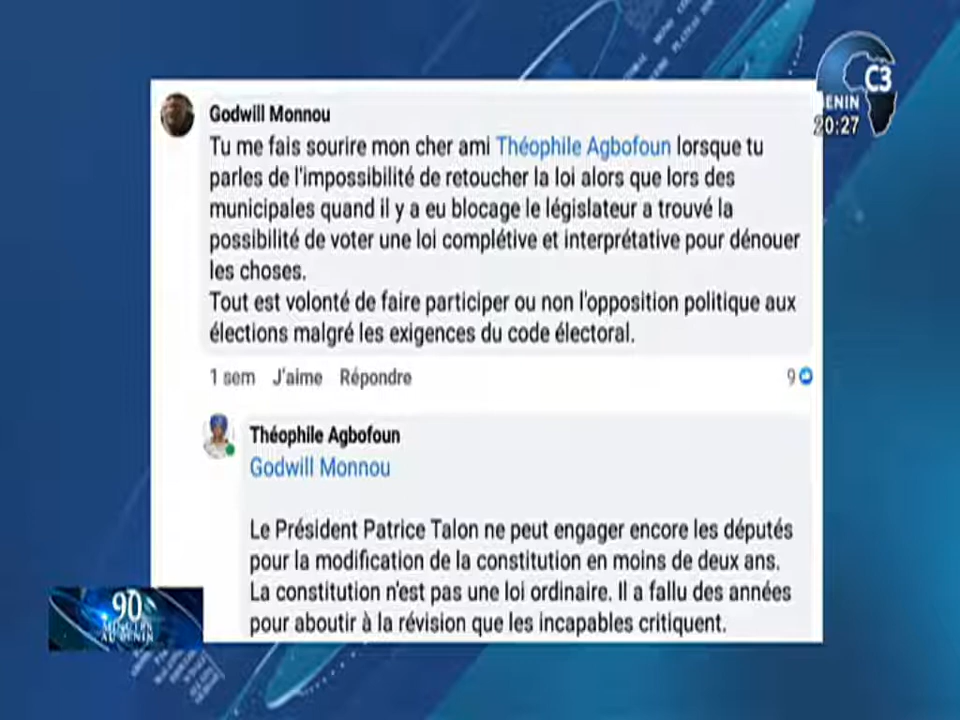 C3
BENIN
20:27
Godwill Monnou
Tu me fais sourire mon cher ami Théophile Agbofoun lorsque tu
parles de l'impossibilité de retoucher la loi alors que lors des
municipales quand il y a eu blocage le législateur a trouvé la
possibilité de voter une loi complétive et interprétative pour dénouer
les choses.
Tout est volonté de faire participer ou non l'opposition politique aux
élections malgré les exigences du code électoral.
1 sem J'aime Répondre 9
Théophile Agbofoun
Godwill Monnou
Le Président Patrice Talon ne peut engager encore les députés
pour la modification de la constitution en moins de deux ans.
La constitution n'est pas une loi ordinaire. Il a fallu des années
pour aboutir à la révision que les incapables critiquent.
90
MINUTES
AU BENIN